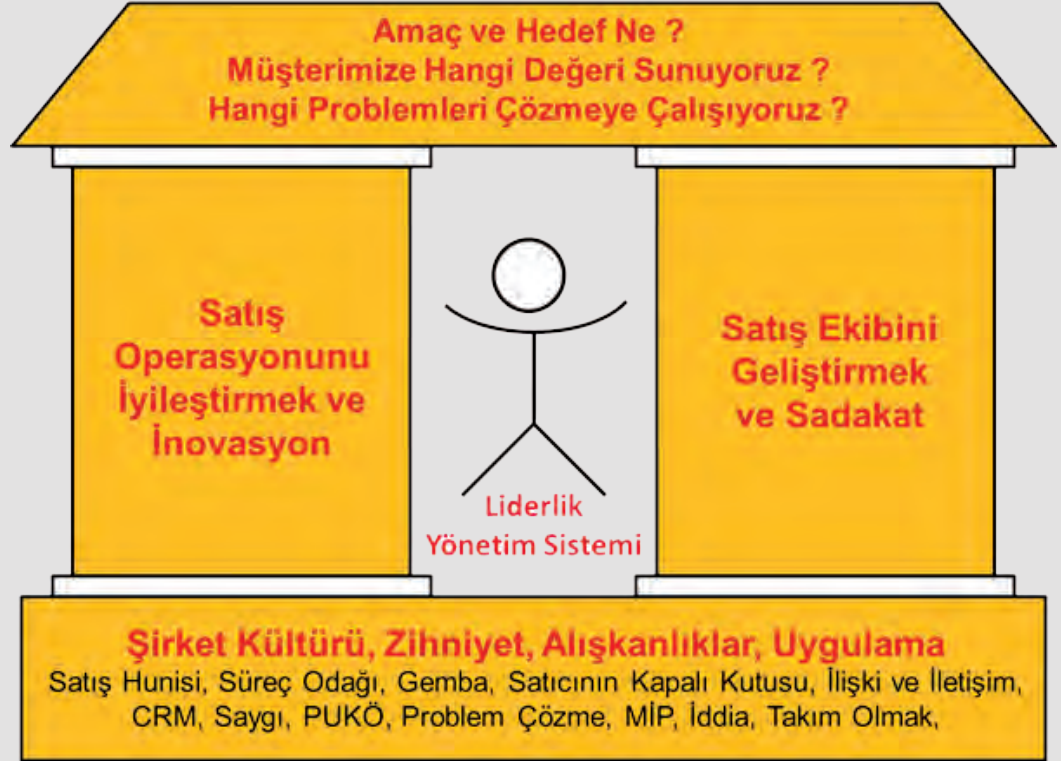 Amaç ve Hedef Ne ?
Müşterimize Hangi Değeri Sunuyoruz ?
Hangi Problemleri Çözmeye Çalışıyoruz ?
Satış
Operasyonunu
İyileştirmek ve
İnovasyon
Liderlik
Yönetim Sistemi
Satış Ekibini
Geliştirmek
ve Sadakat
Şirket Kültürü, Zihniyet, Alışkanlıklar, Uygulama
Satış Hunisi, Süreç Odağı, Gemba, Satıcının Kapalı Kutusu, İlişki ve İletişim,
CRM, Saygı, PUKÖ, Problem Çözme, MİP, İddia, Takım Olmak,